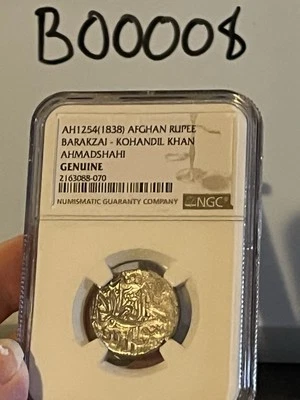 B00008
AH1254(1838) AFGHAN RUPEE
BARAKZAI - KOHANDIL KHAN
AHMADSHAHI
GENUINE
2163088-070
NUMISMATIC GUARANTY COMPANY
NGC